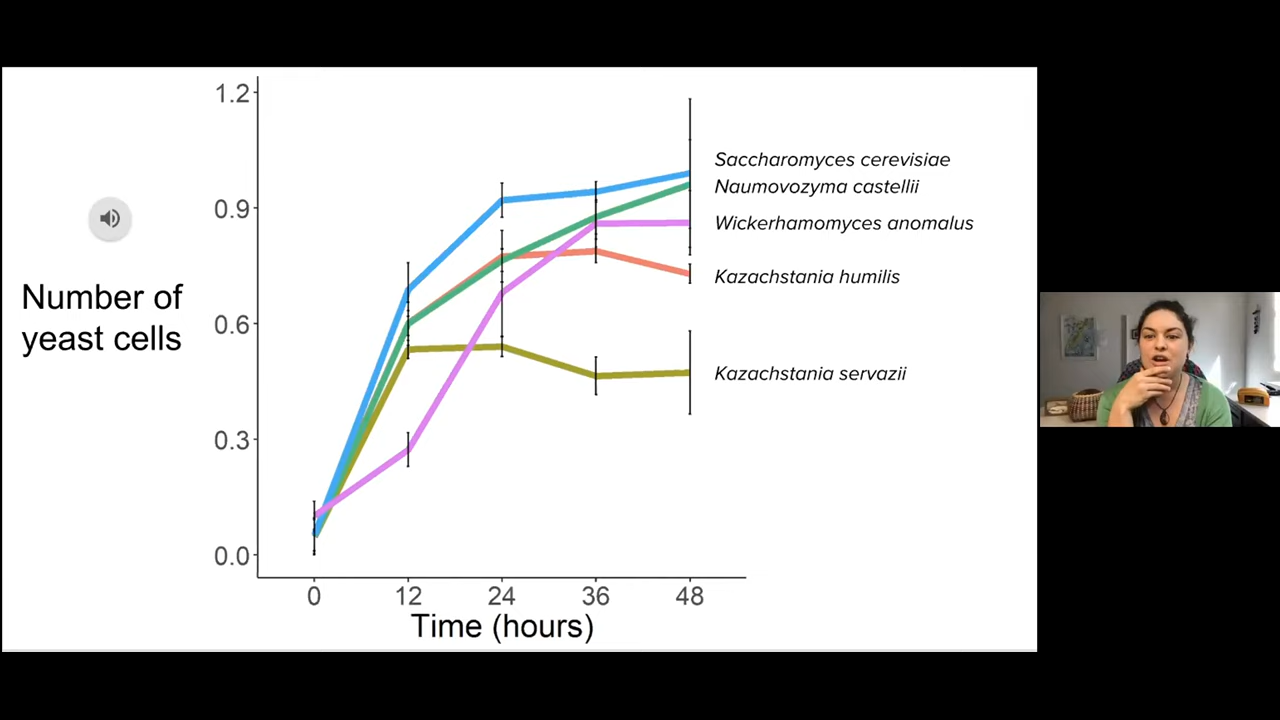 1.2
0.9
0.6
0.3
0.0
Number of
yeast cells
Saccharomyces cerevisiae
Naumovozyma castellii
Wickerhamomyces anomalus
Kazachstania humilis
Kazachstania servazii
0 12 24 36 48
Time (hours)